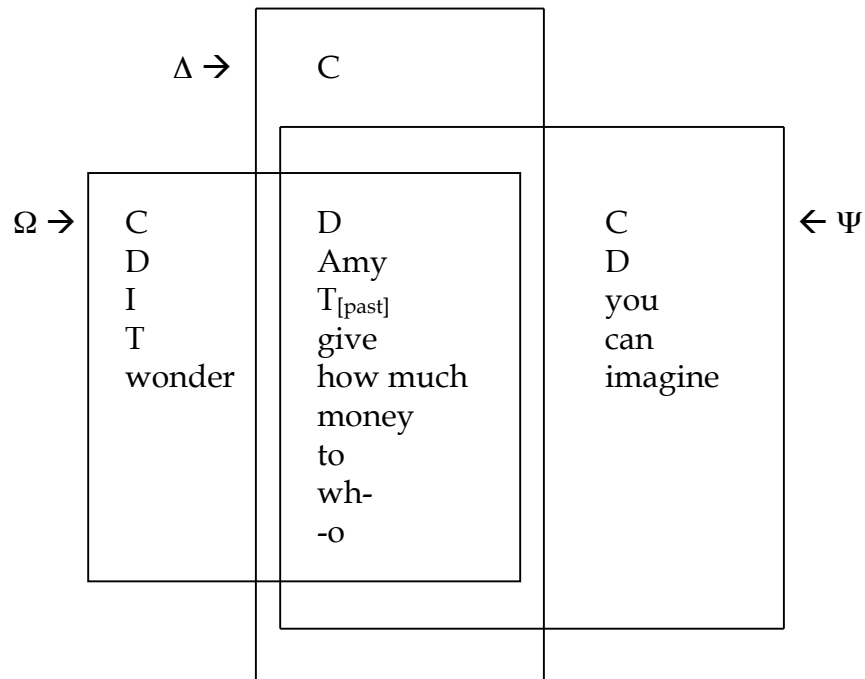 Δ → C
Ω → C D C ← Ψ
D Amy D
I T[past] you
T give can
wonder how much imagine
money
to
wh-
-o